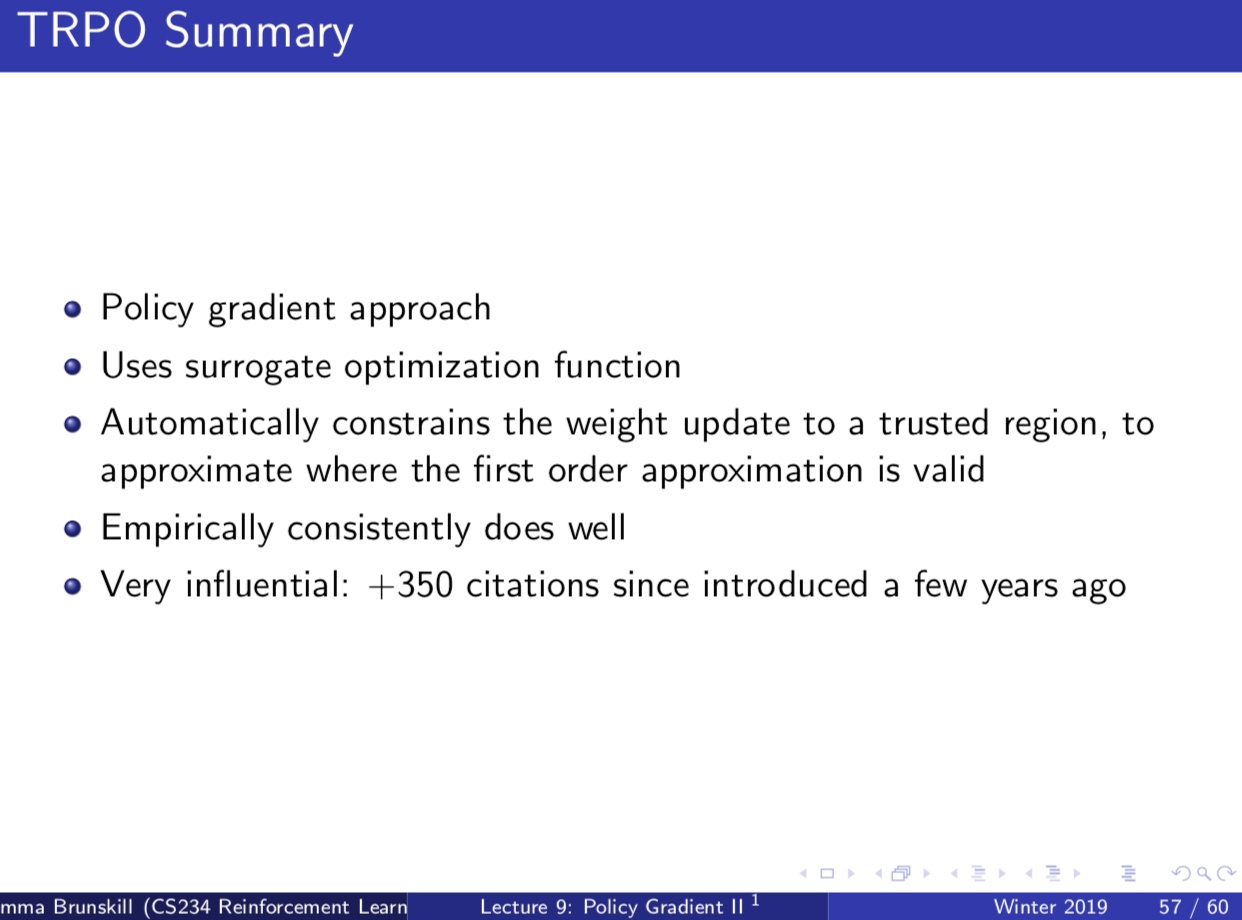 TRPO Summary
Policy gradient approach
Uses surrogate optimization function
Automatically constrains the weight update to a trusted region, to
approximate where the first order approximation is valid
Empirically consistently does well
Very influential: +350 citations since introduced a few years ago
mma Brunskill (CS234 Reinforcement Learn
Lecture 9: Policy Gradient II 1
Winter 2019
57 / 60